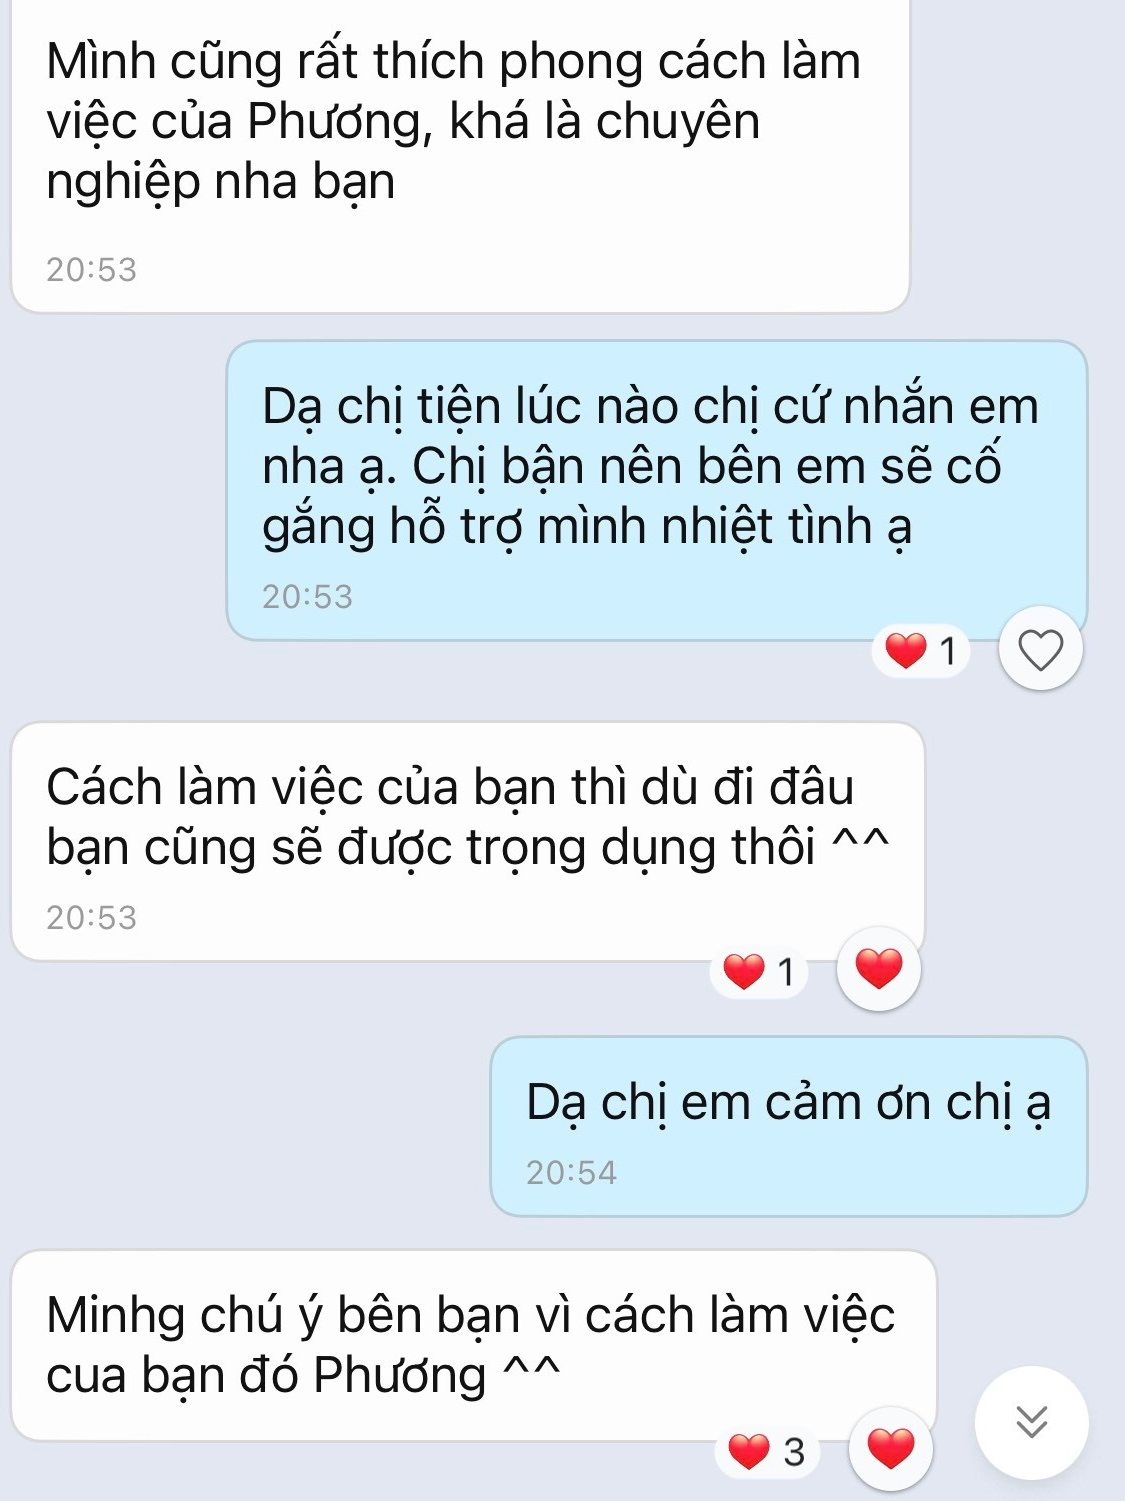 Mình cũng rất thích phong cách làm
việc của Phương, khá là chuyên
nghiệp nha bạn
20:53
Dạ chị tiện lúc nào chị cứ nhắn em
nha ạ. Chị bận nên bên em sẽ cố
gắng hỗ trợ mình nhiệt tình ạ
20:53
❤️ 1
Cách làm việc của bạn thì dù đi đâu
bạn cũng sẽ được trọng dụng thôi ^^
20:53
❤️ 1
Dạ chị em cảm ơn chị ạ
20:54
Minhg chú ý bên bạn vì cách làm việc
cua bạn đó Phương ^^
❤️ 3